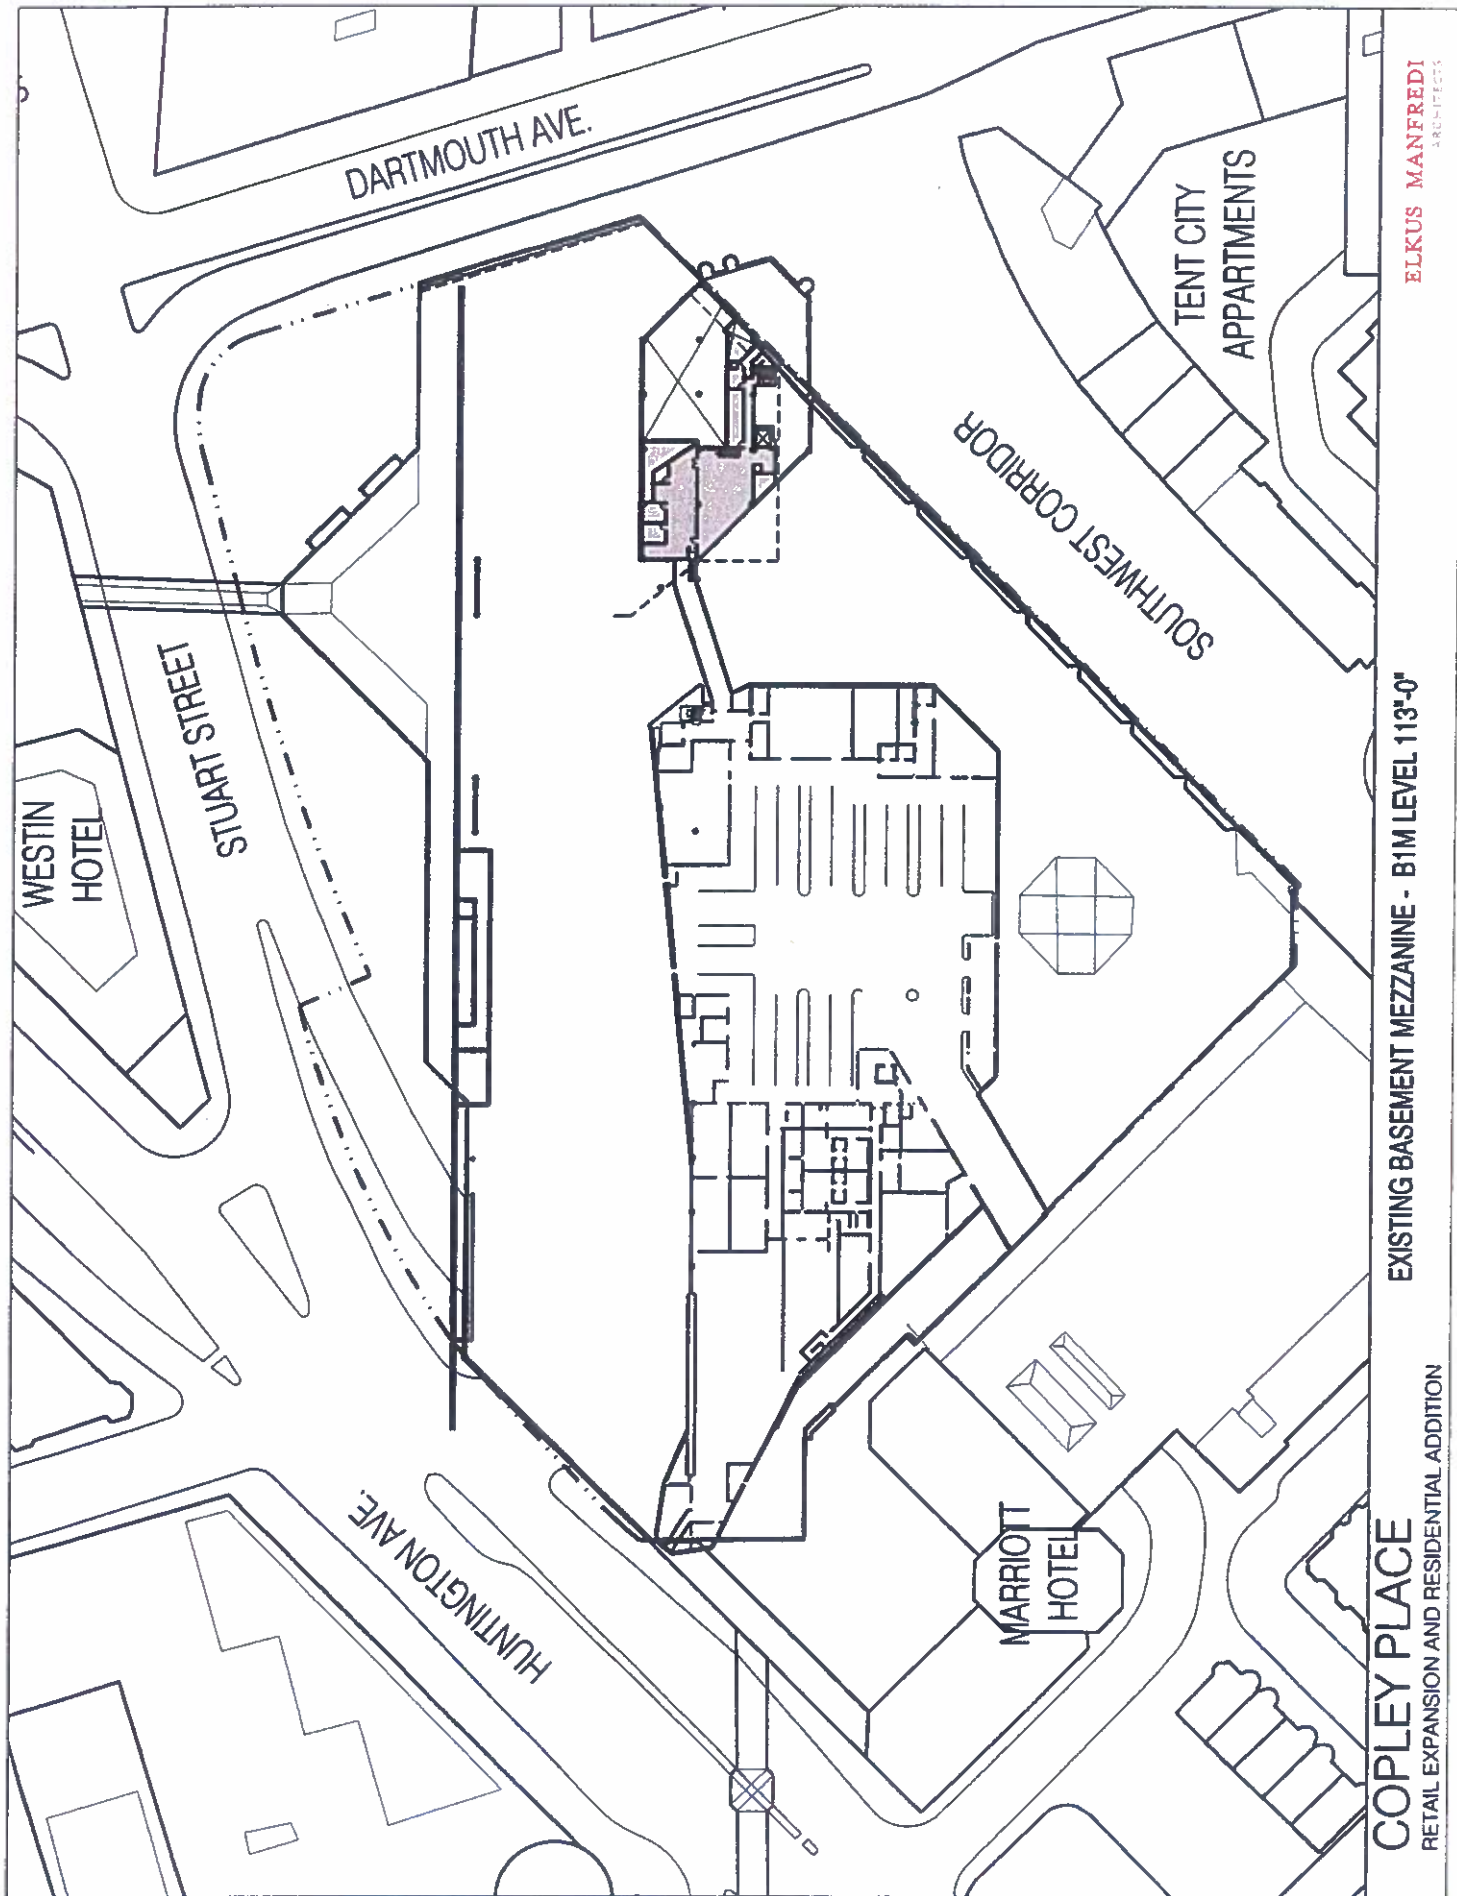 WESTIN
HOTEL
STUART STREET
DARTMOUTH AVE.
HUNTINGTON AVE.
SOUTHWEST CORRIDOR
TENT CITY
APPARTMENTS
MARRIOTT
HOTEL
COPLEY PLACE
RETAIL EXPANSION AND RESIDENTIAL ADDITION
EXISTING BASEMENT MEZZANINE - B1M LEVEL 113"-0"
ELKUS MANFREDI
ARCHITECTS